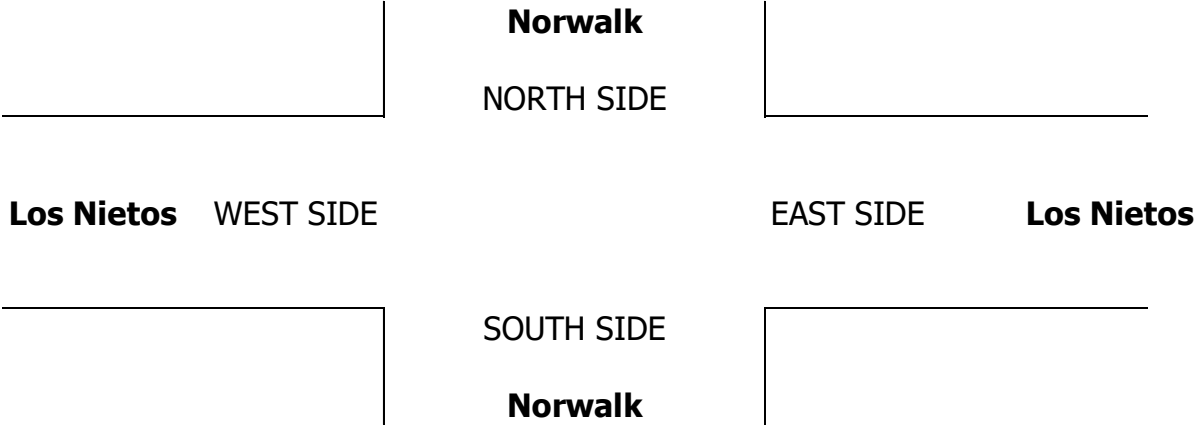 Norwalk
NORTH SIDE
Los Nietos WEST SIDE EAST SIDE Los Nietos
SOUTH SIDE
Norwalk